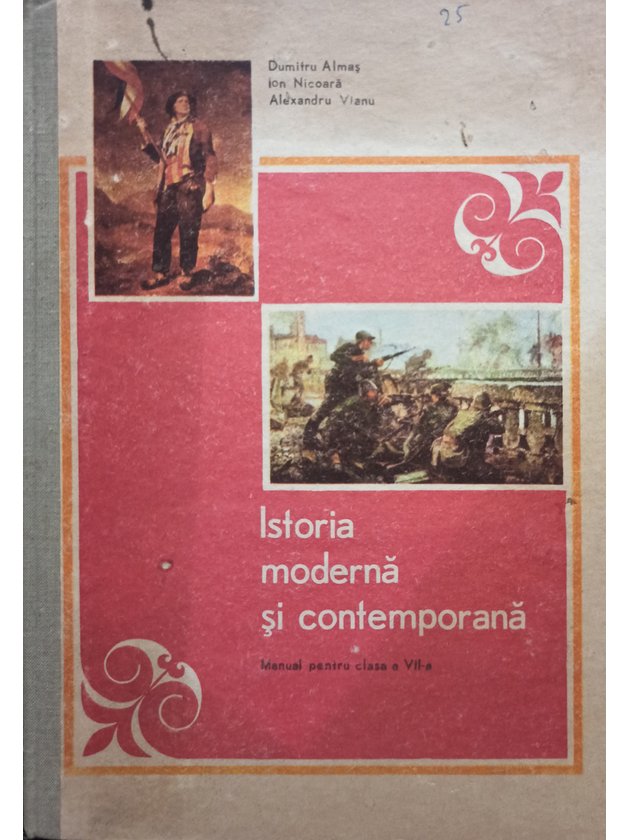 25
Dumitru Almaş
Ion Nicoară
Alexandru Vianu
Istoria
modernă
şi contemporană
Manual pentru clasa a VII-a